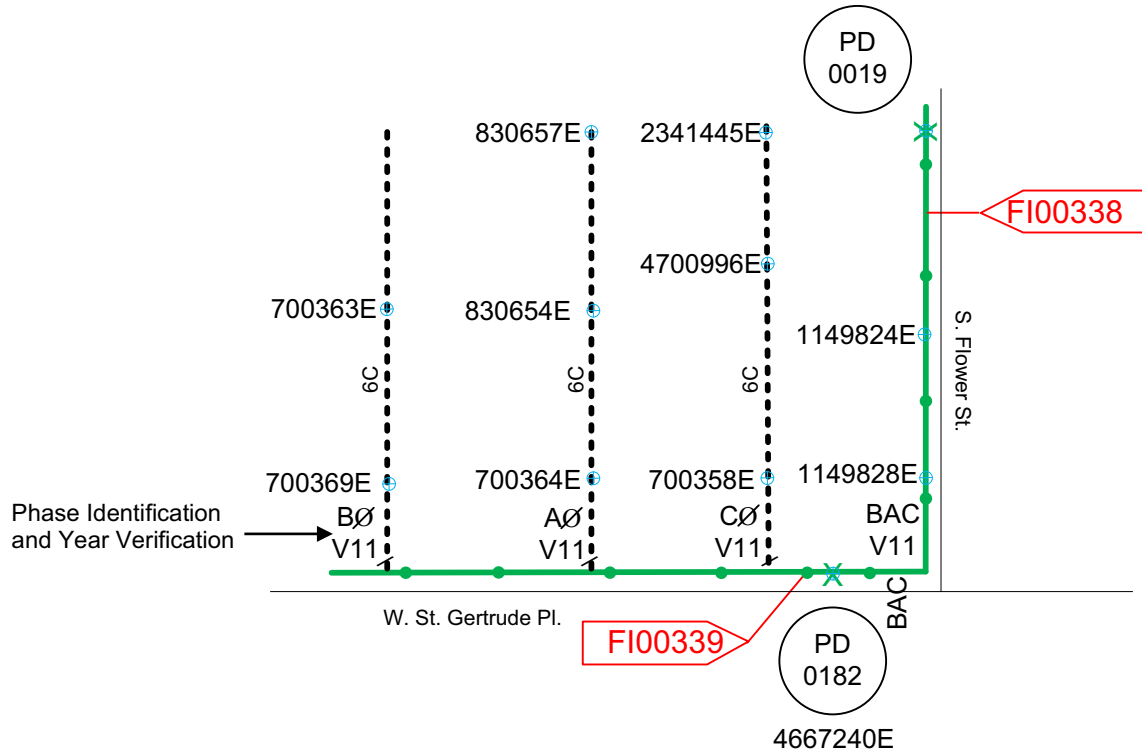 PD
0019
830657E
2341445E
FI00338
4700996E
700363E
830654E
1149824E
S. Flower St.
6C
6C
6C
700369E
700364E
700358E
1149828E
Phase Identification
and Year Verification
BØ
V11
AØ
V11
CØ
V11
BAC
V11
BAC
W. St. Gertrude Pl.
FI00339
PD
0182
4667240E